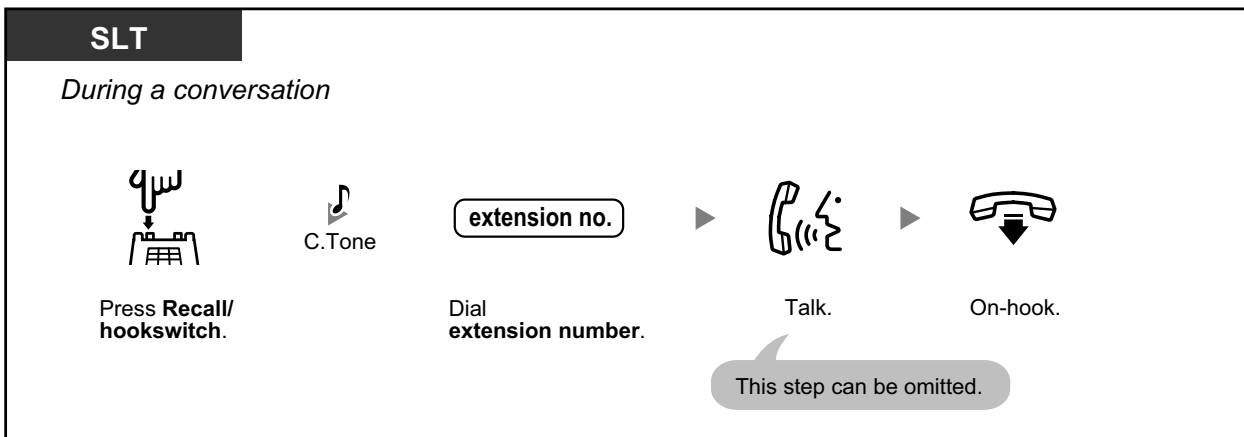 SLT
During a conversation
C.Tone
extension no.
Press Recall/
hookswitch.
Dial
extension number.
Talk.
On-hook.
This step can be omitted.